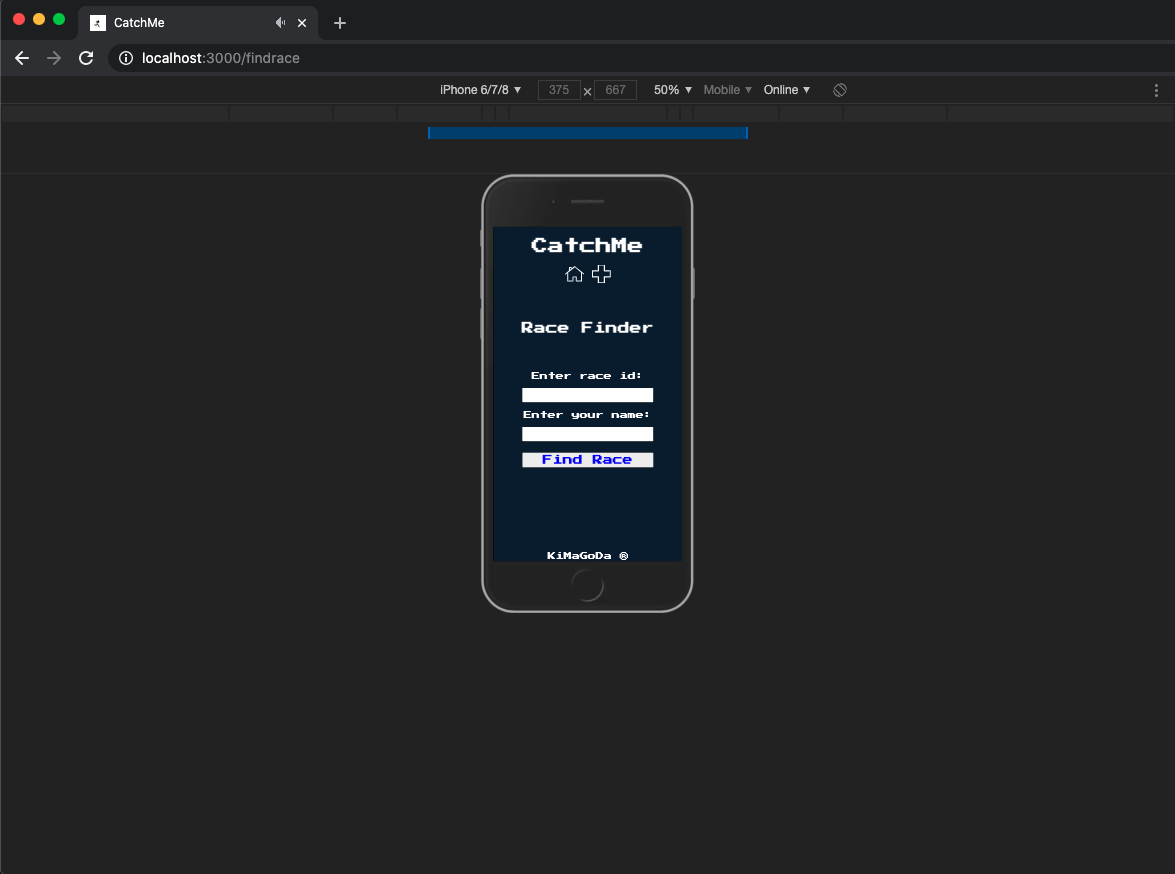 CatchMe
localhost:3000/findrace
iPhone 6/7/8 ▼ 375 x 667 50% ▼ Mobile ▼ Online ▼
CatchMe
Race Finder
Enter race id:
Enter your name:
Find Race
KiMaGoDa ®